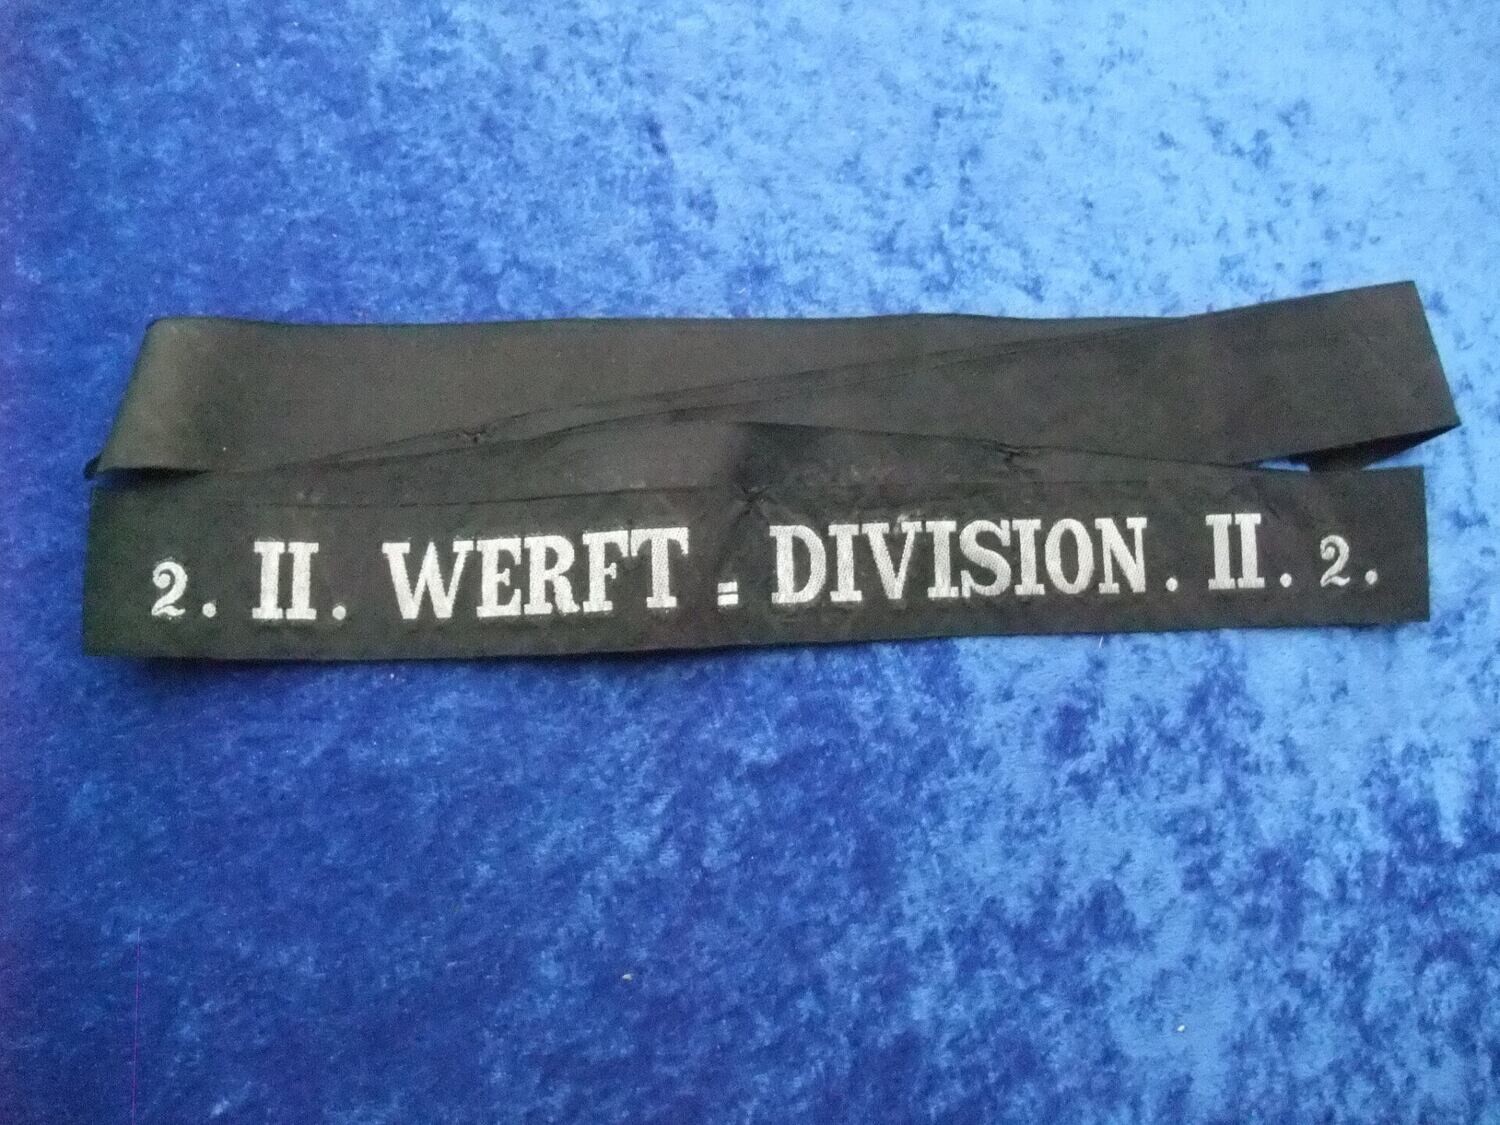 2. II. WERFT = DIVISION. II. 2.